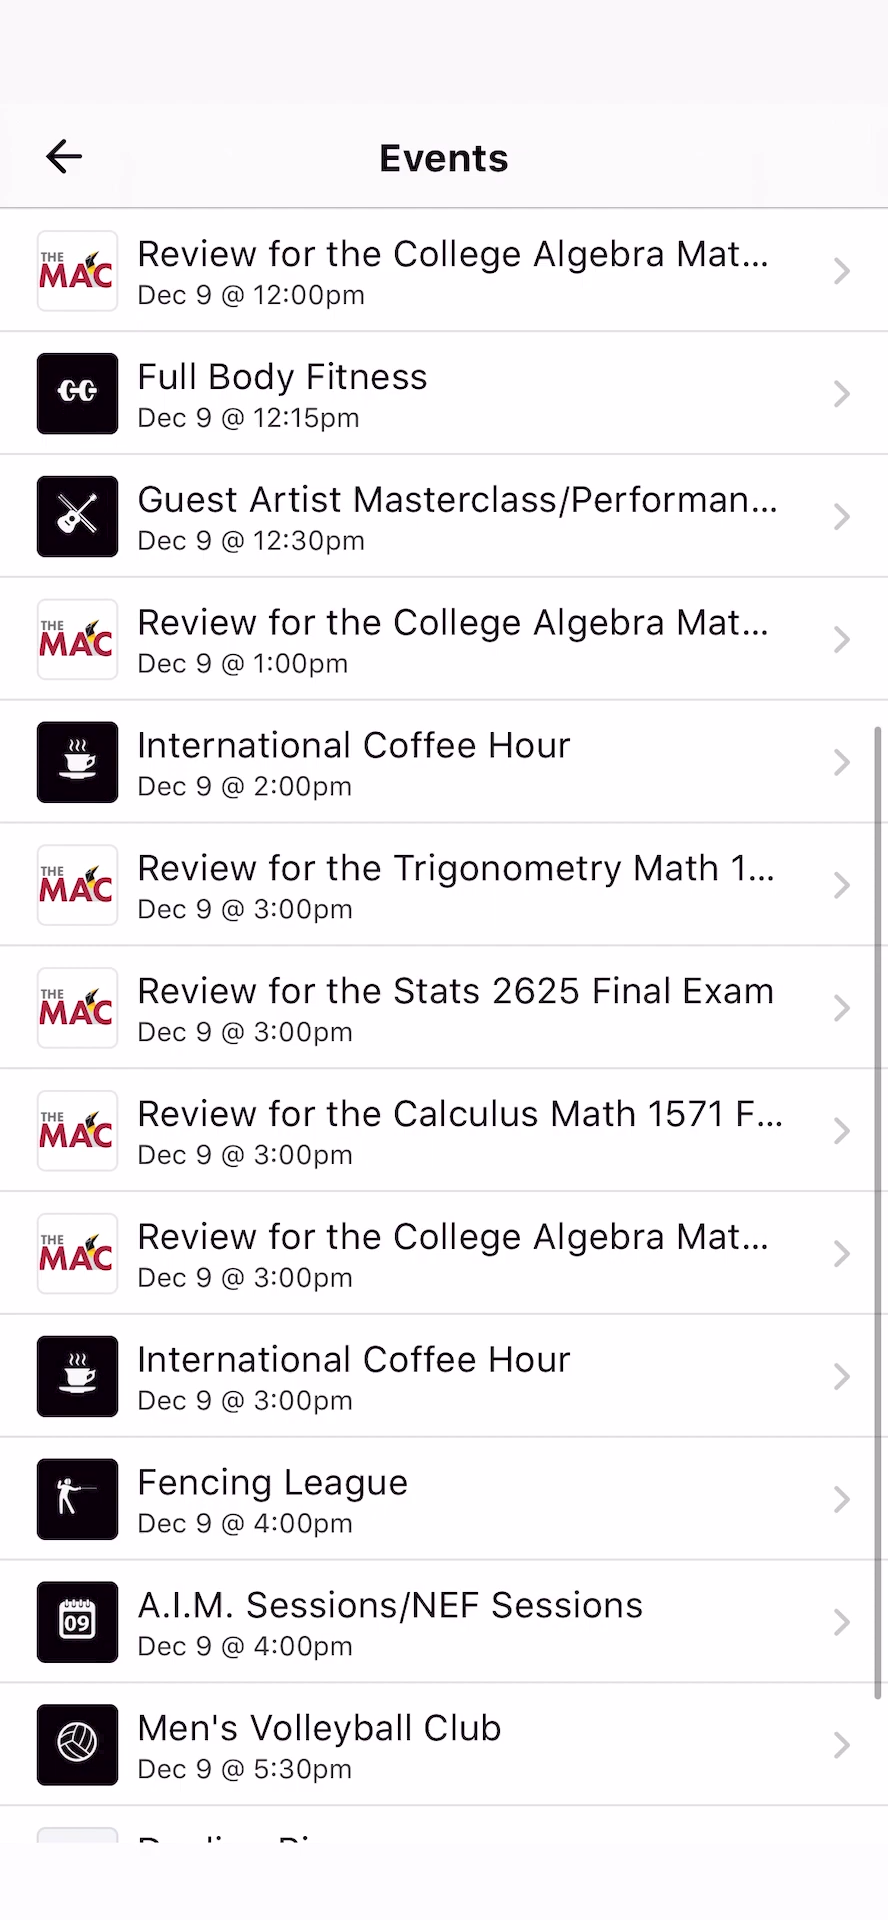 Events
THE
MAC
Review for the College Algebra Mat...
Dec 9 @ 12:00pm
Full Body Fitness
Dec 9 @ 12:15pm
Guest Artist Masterclass/Performan...
Dec 9 @ 12:30pm
THE
MAC
Review for the College Algebra Mat...
Dec 9 @ 1:00pm
International Coffee Hour
Dec 9 @ 2:00pm
THE
MAC
Review for the Trigonometry Math 1...
Dec 9 @ 3:00pm
THE
MAC
Review for the Stats 2625 Final Exam
Dec 9 @ 3:00pm
THE
MAC
Review for the Calculus Math 1571 F...
Dec 9 @ 3:00pm
THE
MAC
Review for the College Algebra Mat...
Dec 9 @ 3:00pm
International Coffee Hour
Dec 9 @ 3:00pm
Fencing League
Dec 9 @ 4:00pm
09
A.I.M. Sessions/NEF Sessions
Dec 9 @ 4:00pm
Men's Volleyball Club
Dec 9 @ 5:30pm